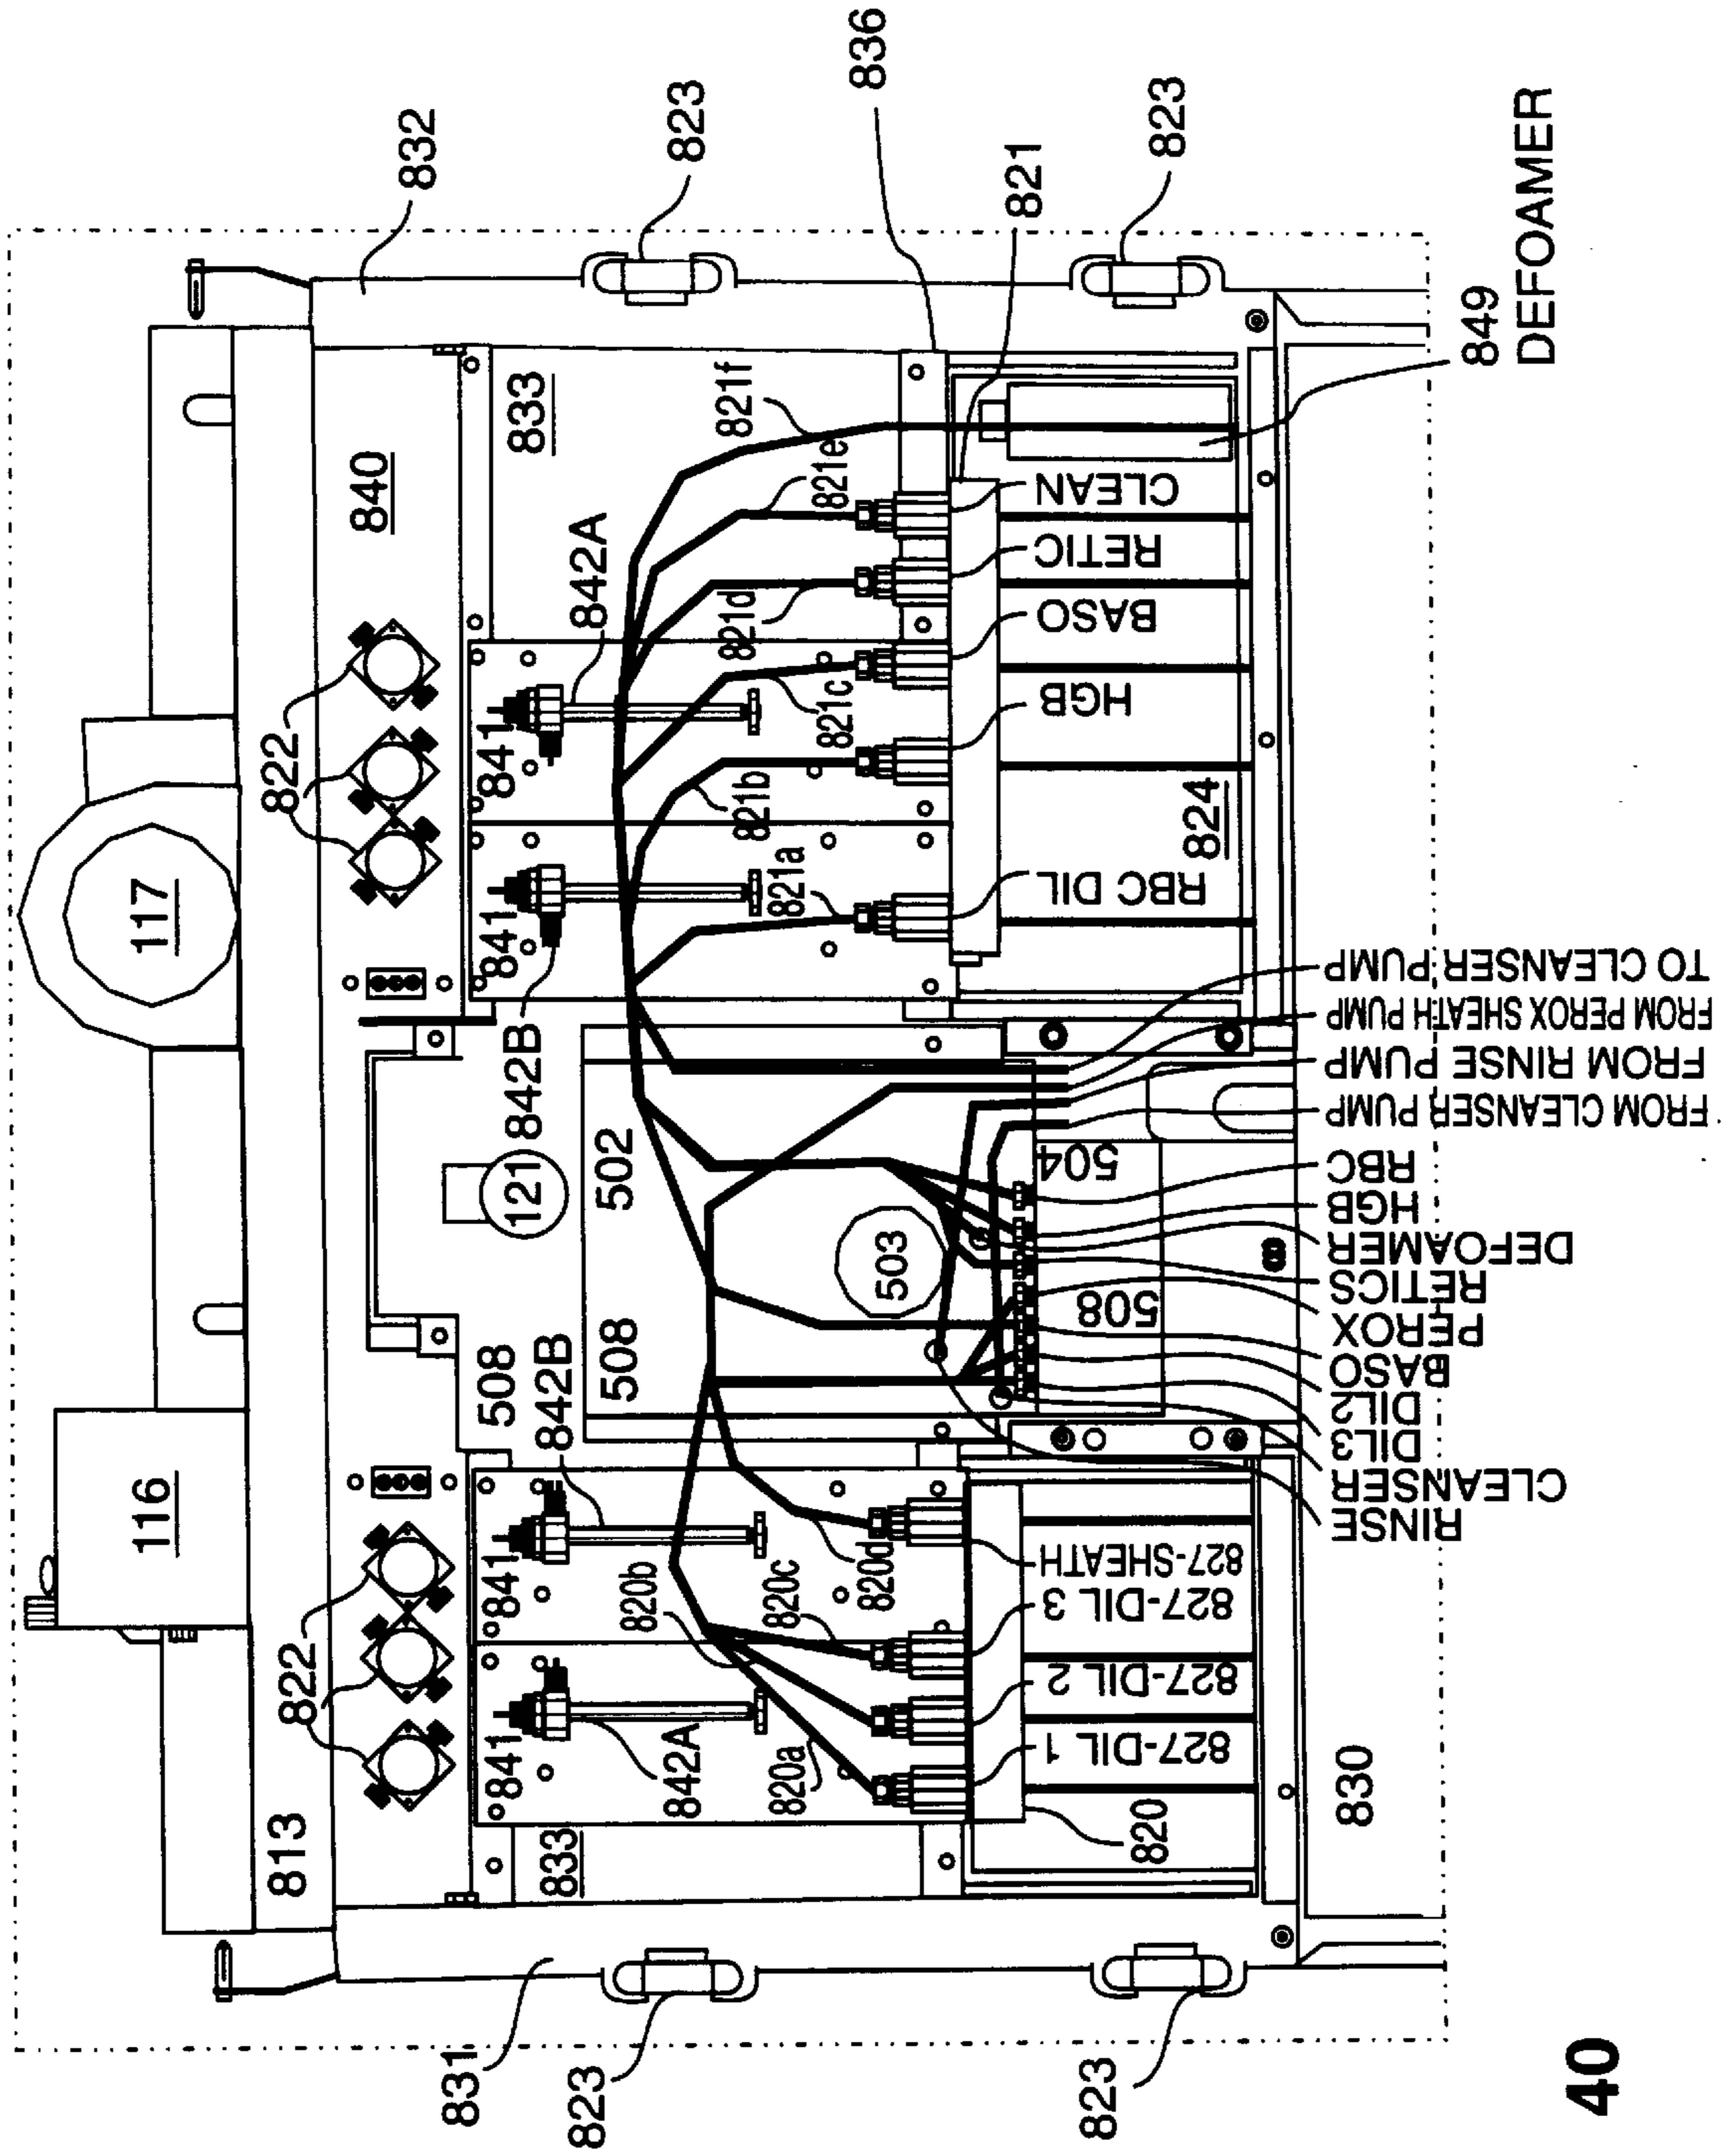 116
117
813
822
822
840
832
831
823
823
823
823
836
833
833
841
841
841
841
842A
842B
842B
842A
508
121
508
502
503
504
508
820a
820b
820c
820d
821a
821b
821c
821d
821e
821f
820
821
824
830
827-DIL 1
827-DIL 2
827-DIL 3
827-SHEATH
RBC DIL
HGB
BASO
RETIC
CLEAN
849
DEFOAMER
RINSE
CLEANSER
DIL3
DIL2
BASO
PEROX
RETICS
DEFOAMER
HGB
RBC
FROM CLEANSER PUMP
FROM RINSE PUMP
FROM PEROX SHEATH PUMP
TO CLEANSER PUMP
40